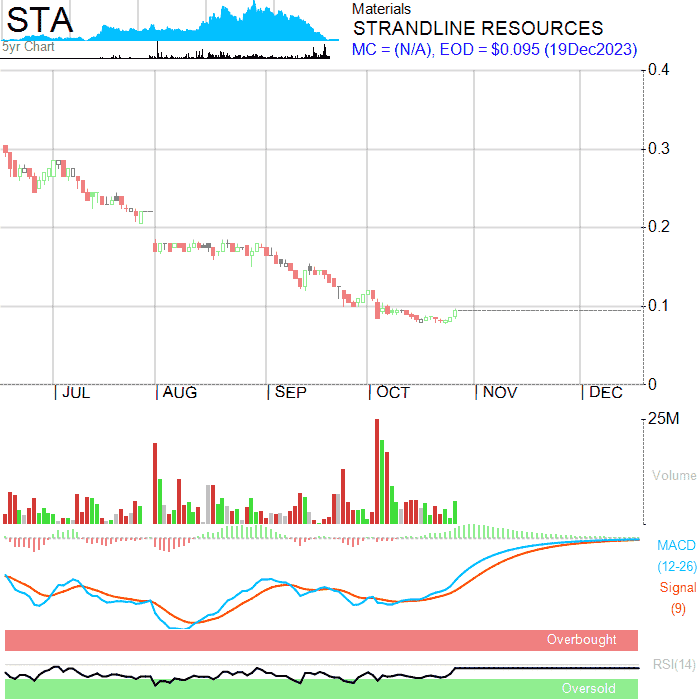 STA
5yr Chart
Materials
STRANDLINE RESOURCES
MC = (N/A), EOD = $0.095 (19Dec2023)
0.4
0.3
0.2
0.1
0
JUL AUG SEP OCT NOV DEC
25M
Volume
MACD
(12-26)
Signal
(9)
Overbought
RSI(14)
Oversold